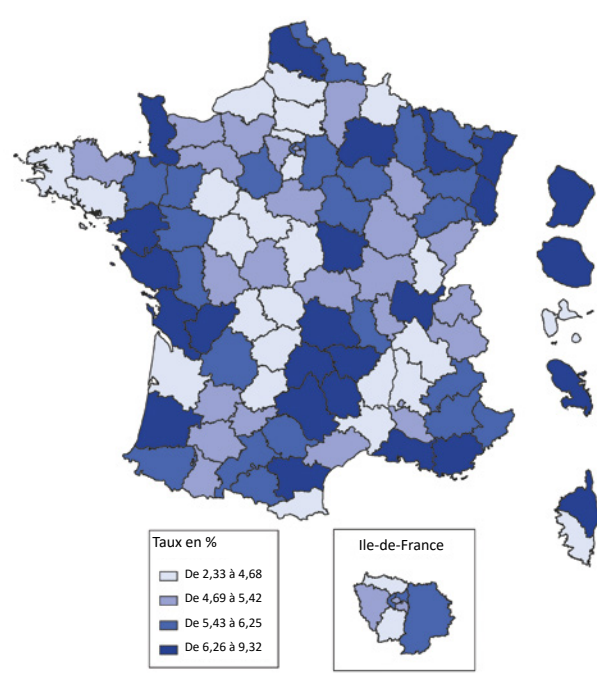 Taux en %
De 2,33 à 4,68
De 4,69 à 5,42
De 5,43 à 6,25
De 6,26 à 9,32
Ile-de-France